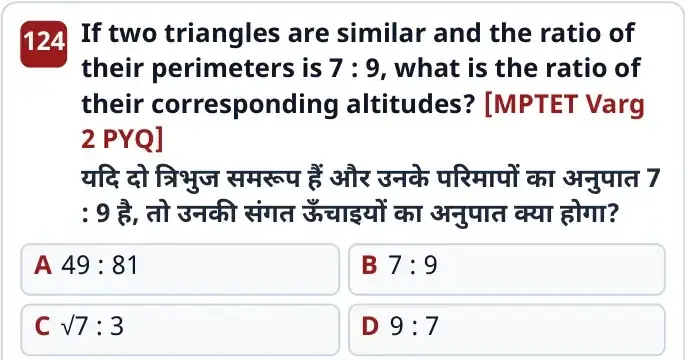 124 If two triangles are similar and the ratio of
their perimeters is 7 : 9, what is the ratio of
their corresponding altitudes? [MPTET Varg
2 PYQ]
यदि दो त्रिभुज समरूप हैं और उनके परिमापों का अनुपात 7
: 9 है, तो उनकी संगत ऊँचाइयों का अनुपात क्या होगा?
A 49 : 81
B 7 : 9
C √7 : 3
D 9 : 7